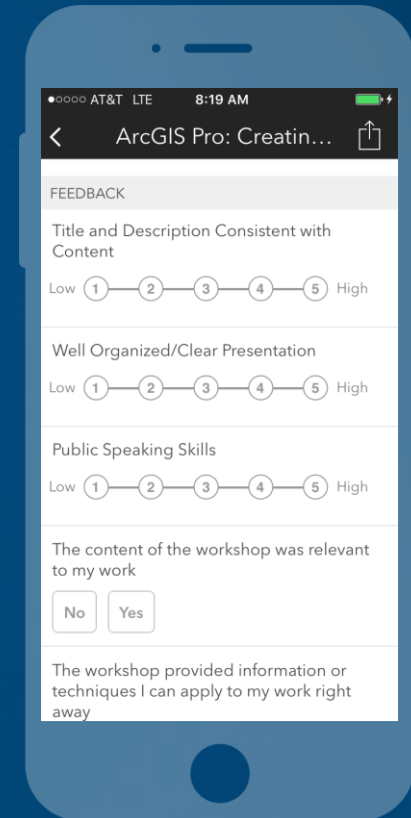 AT&T LTE 8:19 AM
ArcGIS Pro: Creatin...
FEEDBACK
Title and Description Consistent with
Content
Low 1 2 3 4 5 High
Well Organized/Clear Presentation
Low 1 2 3 4 5 High
Public Speaking Skills
Low 1 2 3 4 5 High
The content of the workshop was relevant
to my work
No Yes
The workshop provided information or
techniques I can apply to my work right
away